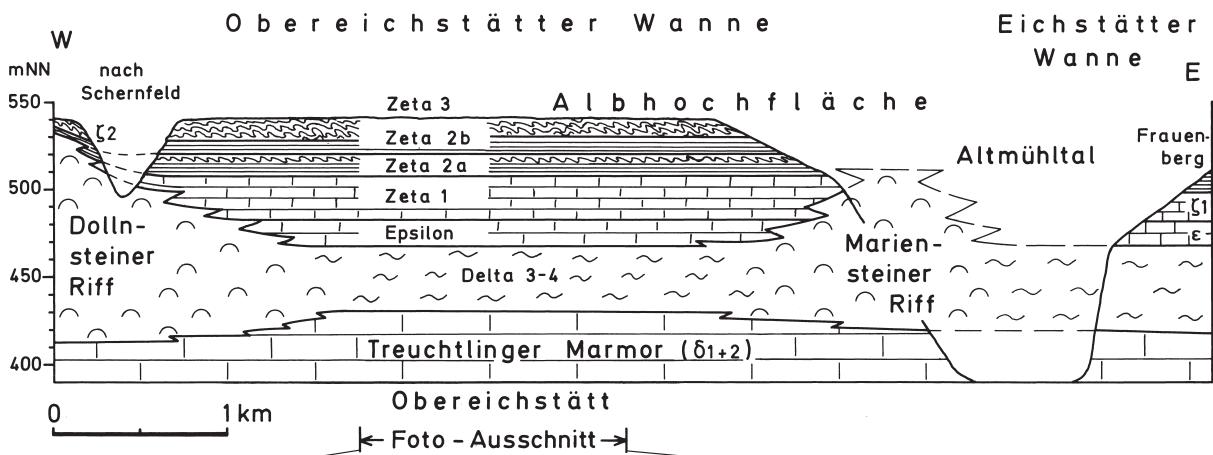 Obereichstätter Wanne
Eichstätter
Wanne
W
E
mNN
nach
Schernfeld
550
500
450
400
ζ2
Zeta 3
Albhochfläche
Zeta 2b
Zeta 2a
Zeta 1
Epsilon
Delta 3-4
Treuchtlinger Marmor (δ1+2)
Dolln-
steiner
Riff
Marien-
steiner
Riff
Altmühltal
Frauen-
berg
ζ1
ε
0
1 km
Obereichstätt
Foto - Ausschnitt